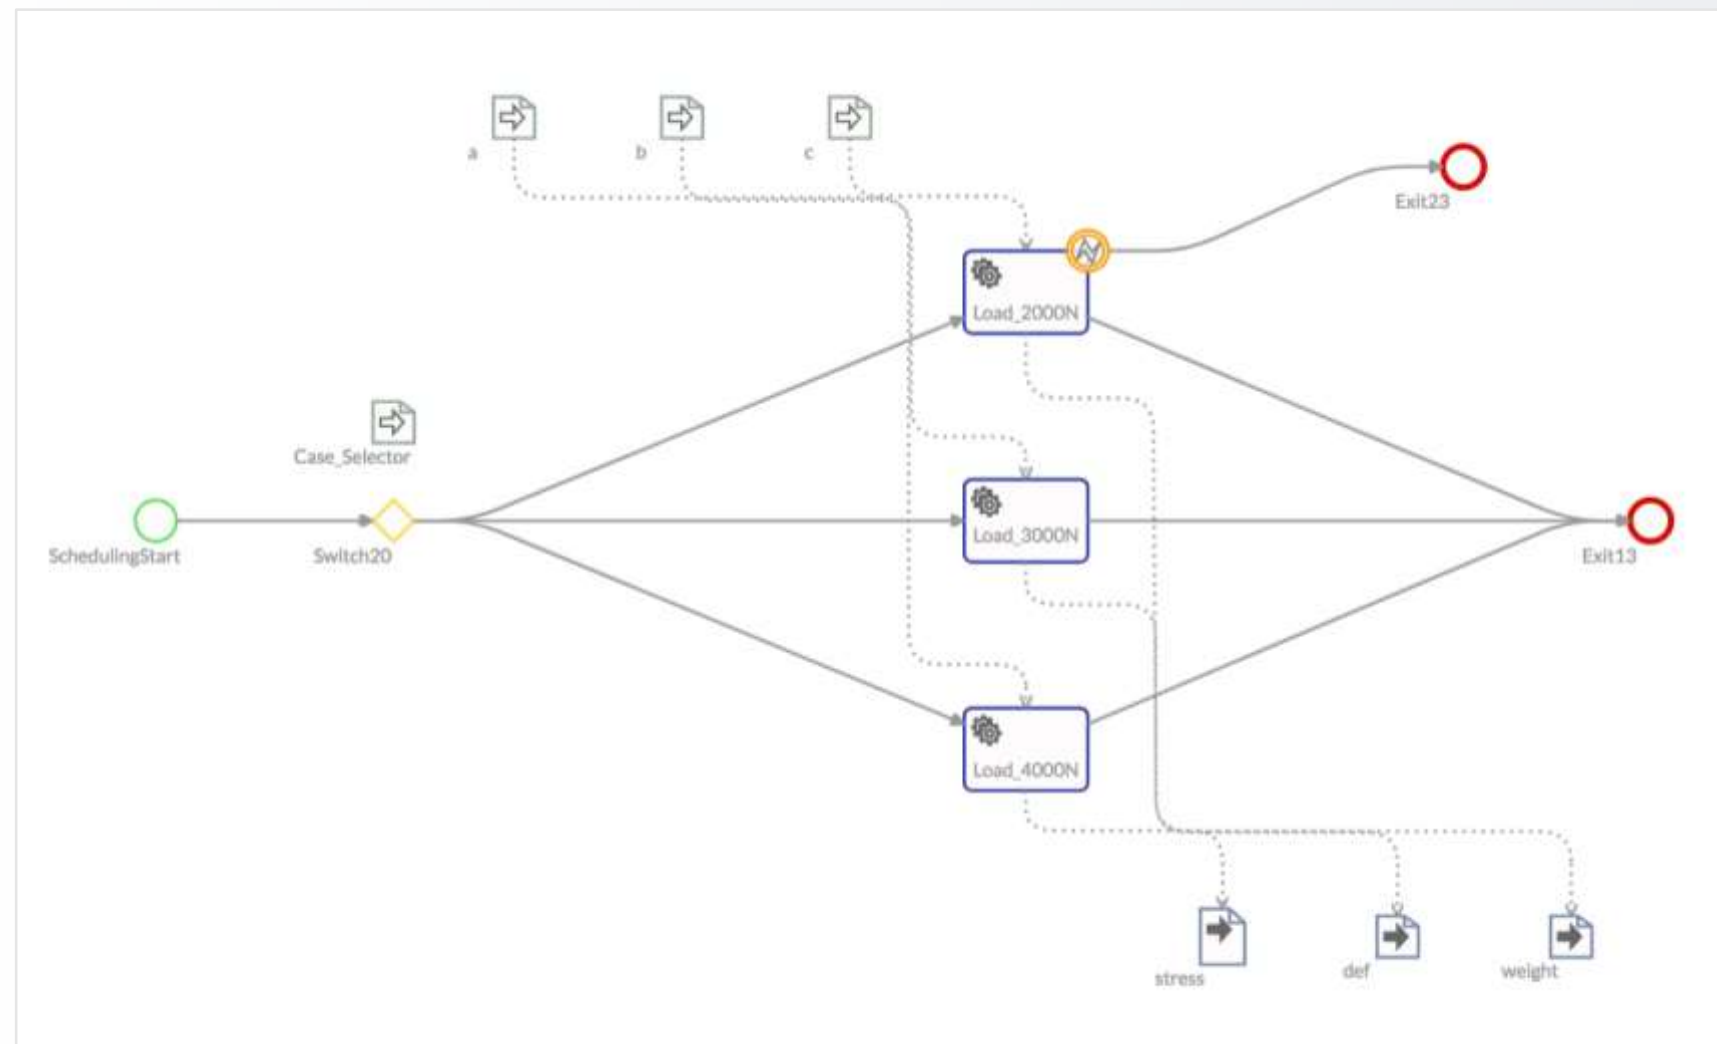 a
b
c
Exit23
Load_2000N
Case_Selector
SchedulingStart
Switch20
Load_3000N
Exit13
Load_4000N
stress
def
weight